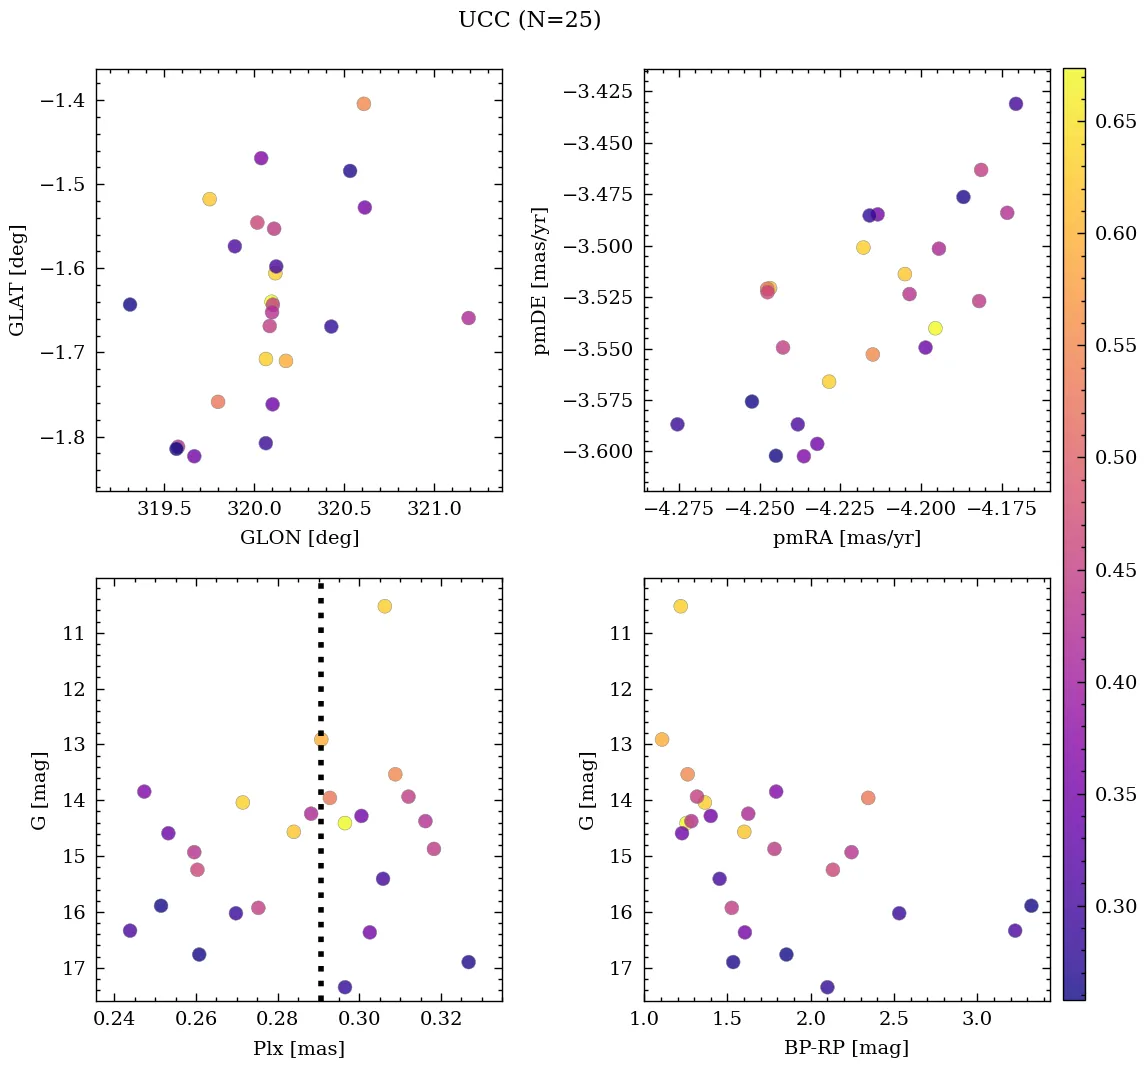 UCC (N=25)
−1.4
−1.5
−1.6
−1.7
−1.8
GLAT [deg]
319.5 320.0 320.5 321.0
GLON [deg]
−3.425
−3.450
−3.475
−3.500
−3.525
−3.550
−3.575
−3.600
pmDE [mas/yr]
−4.275 −4.250 −4.225 −4.200 −4.175
pmRA [mas/yr]
11
12
13
14
15
16
17
G [mag]
0.24 0.26 0.28 0.30 0.32
Plx [mas]
11
12
13
14
15
16
17
G [mag]
1.0 1.5 2.0 2.5 3.0
BP-RP [mag]
0.65
0.60
0.55
0.50
0.45
0.40
0.35
0.30